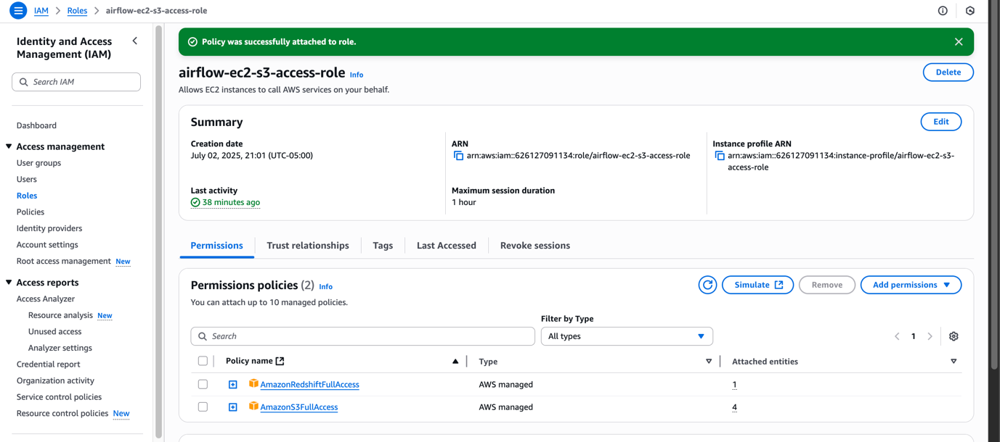 IAM > Roles > airflow-ec2-s3-access-role
Identity and Access
Management (IAM)
Search IAM
Dashboard
Access management
User groups
Users
Roles
Policies
Identity providers
Account settings
Root access management New
Access reports
Access Analyzer
Resource analysis New
Unused access
Analyzer settings
Credential report
Organization activity
Service control policies
Resource control policies New
Policy was successfully attached to role.
airflow-ec2-s3-access-role Info
Delete
Allows EC2 instances to call AWS services on your behalf.
Summary
Edit
Creation date
July 02, 2025, 21:01 (UTC-05:00)
Last activity
38 minutes ago
ARN
arn:aws:iam::626127091134:role/airflow-ec2-s3-access-role
Maximum session duration
1 hour
Instance profile ARN
arn:aws:iam::626127091134:instance-profile/airflow-ec2-s3-
access-role
Permissions Trust relationships Tags Last Accessed Revoke sessions
Permissions policies (2) Info
Simulate Remove Add permissions
You can attach up to 10 managed policies.
Filter by Type
Search All types 1
Policy name Type Attached entities
AmazonRedshiftFullAccess AWS managed 1
AmazonS3FullAccess AWS managed 4